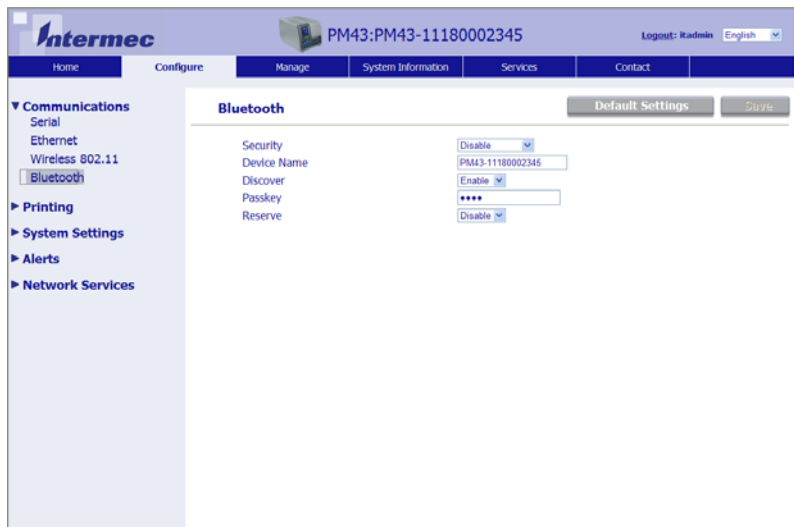 Intermec
PM43:PM43-11180002345
Logout: itadmin English
Home Configure Manage System Information Services Contact
Communications
Serial
Ethernet
Wireless 802.11
Bluetooth
Printing
System Settings
Alerts
Network Services
Bluetooth Default Settings Save
Security Disable
Device Name PM43-11180002345
Discover Enable
Passkey ••••
Reserve Disable